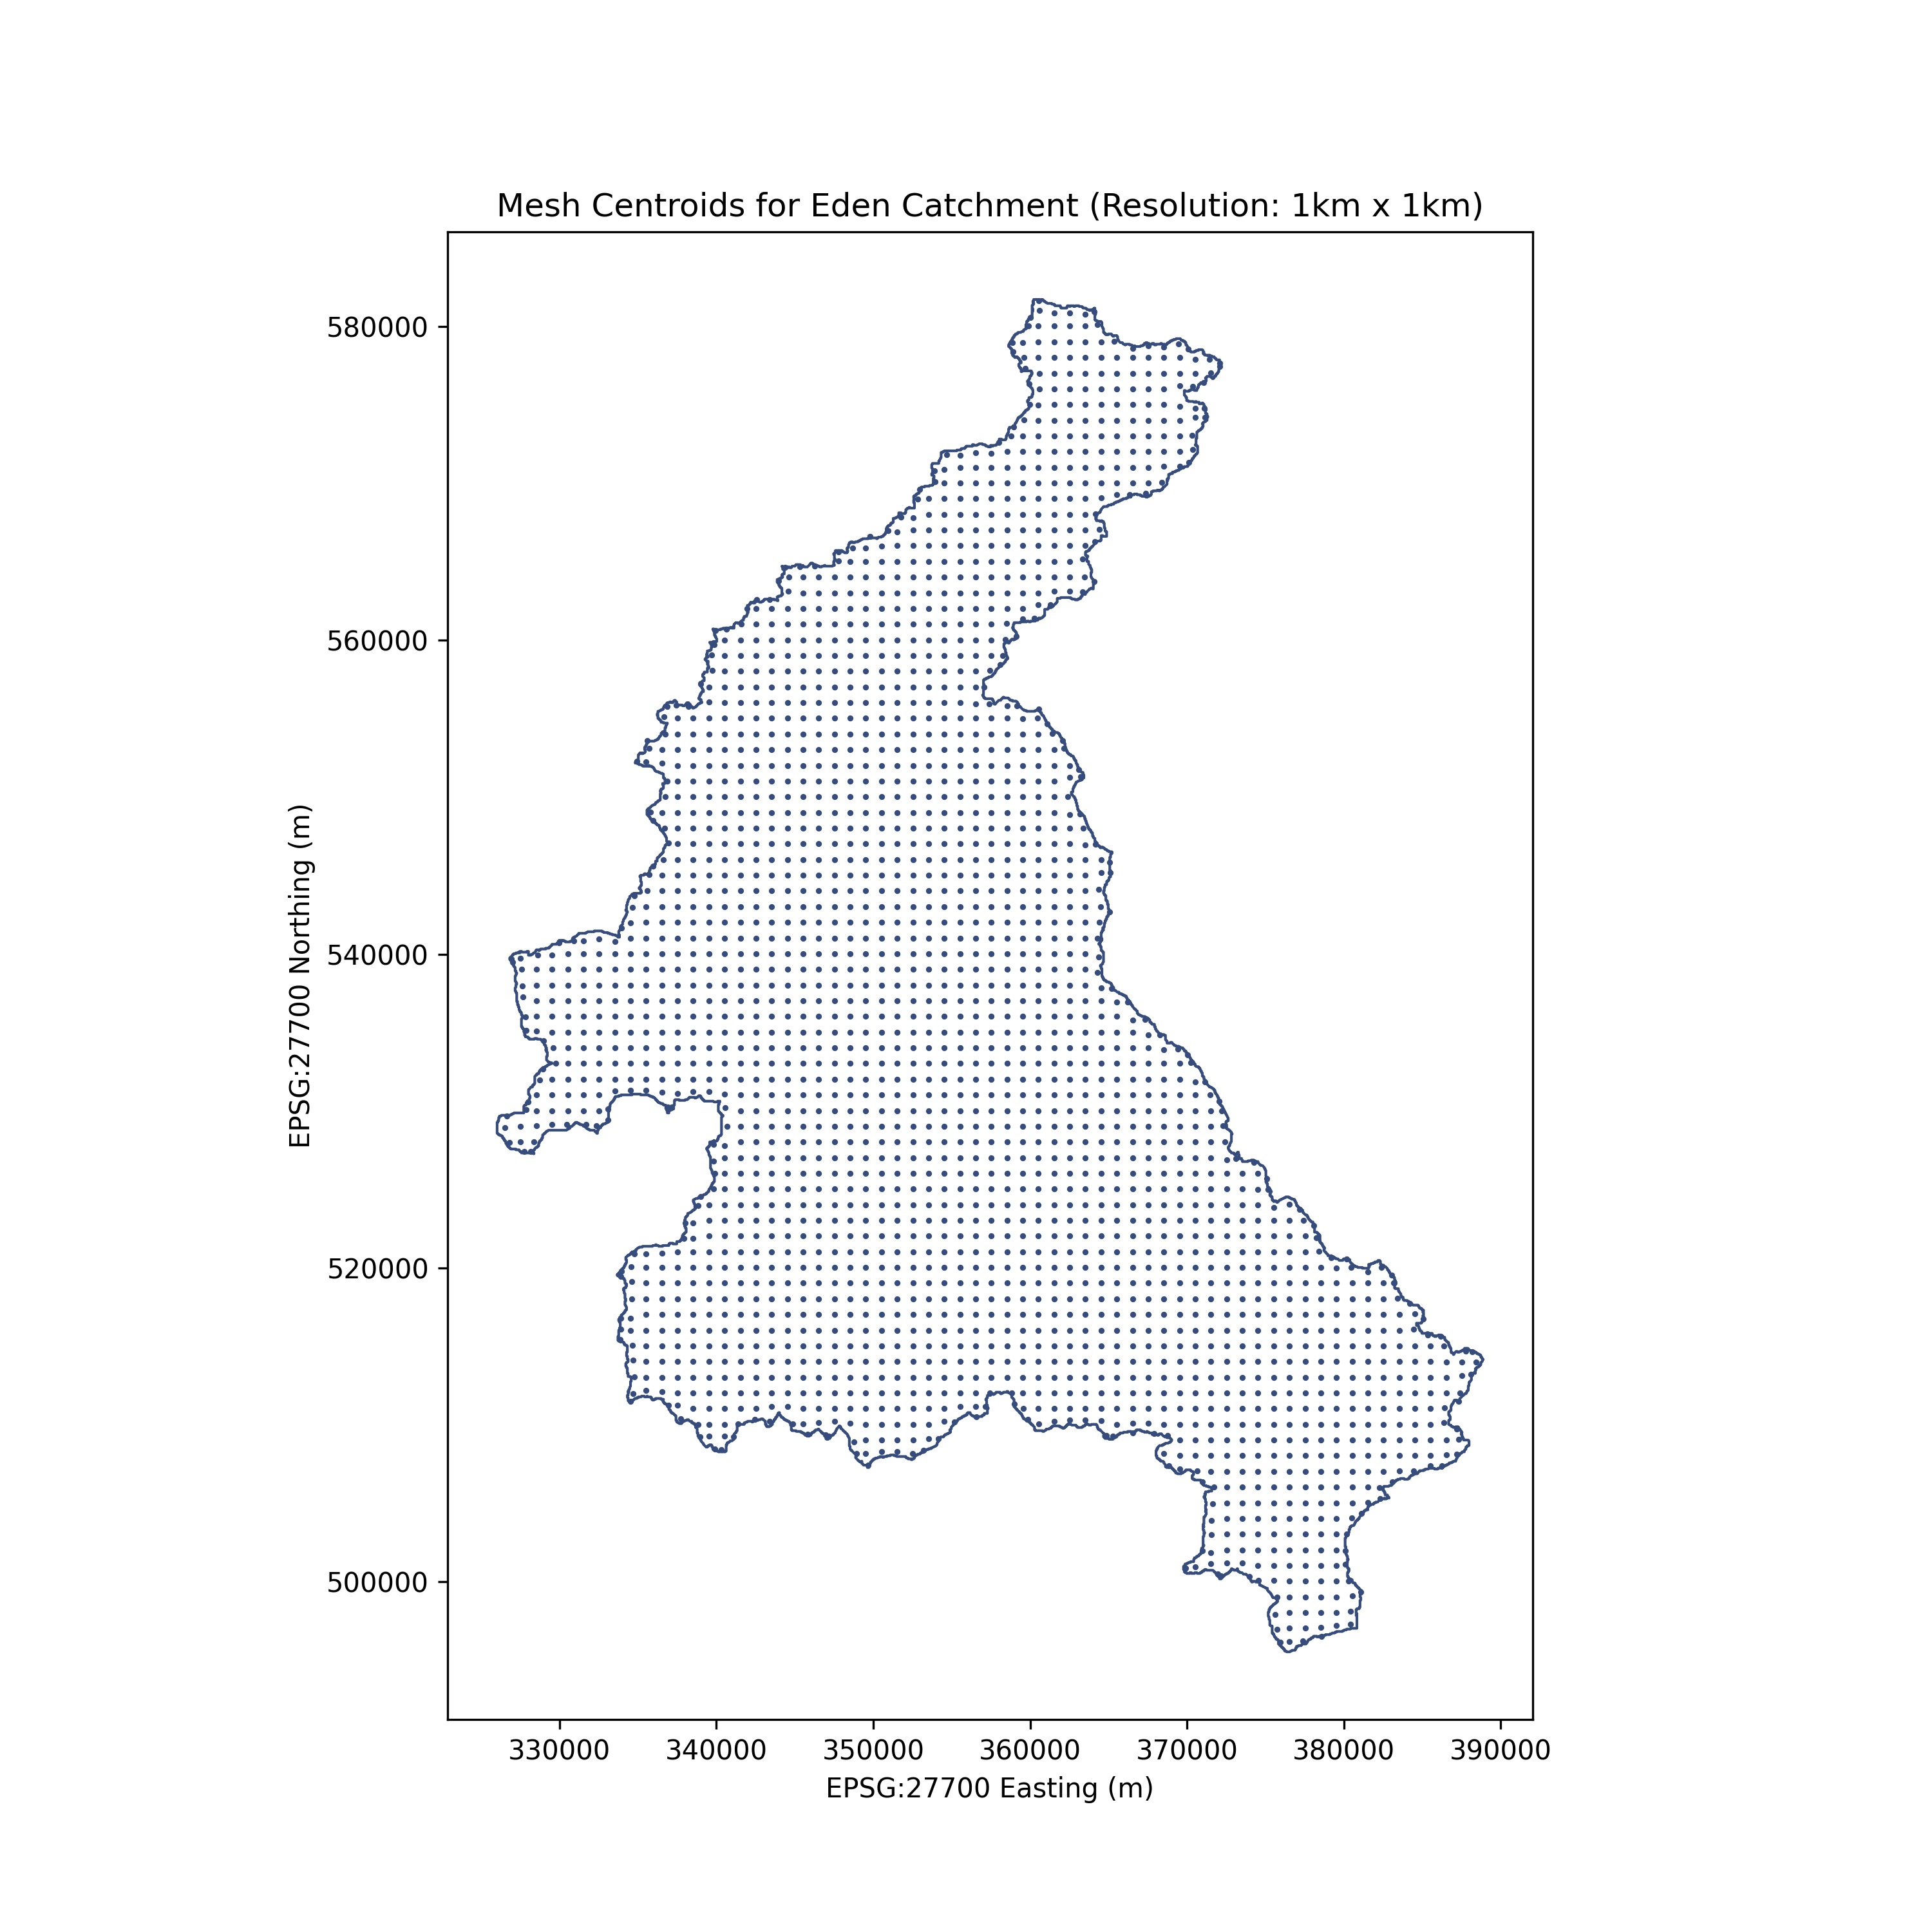 Mesh Centroids for Eden Catchment (Resolution: 1km x 1km)
580000
560000
540000
520000
500000
EPSG:27700 Northing (m)
330000 340000 350000 360000 370000 380000 390000
EPSG:27700 Easting (m)